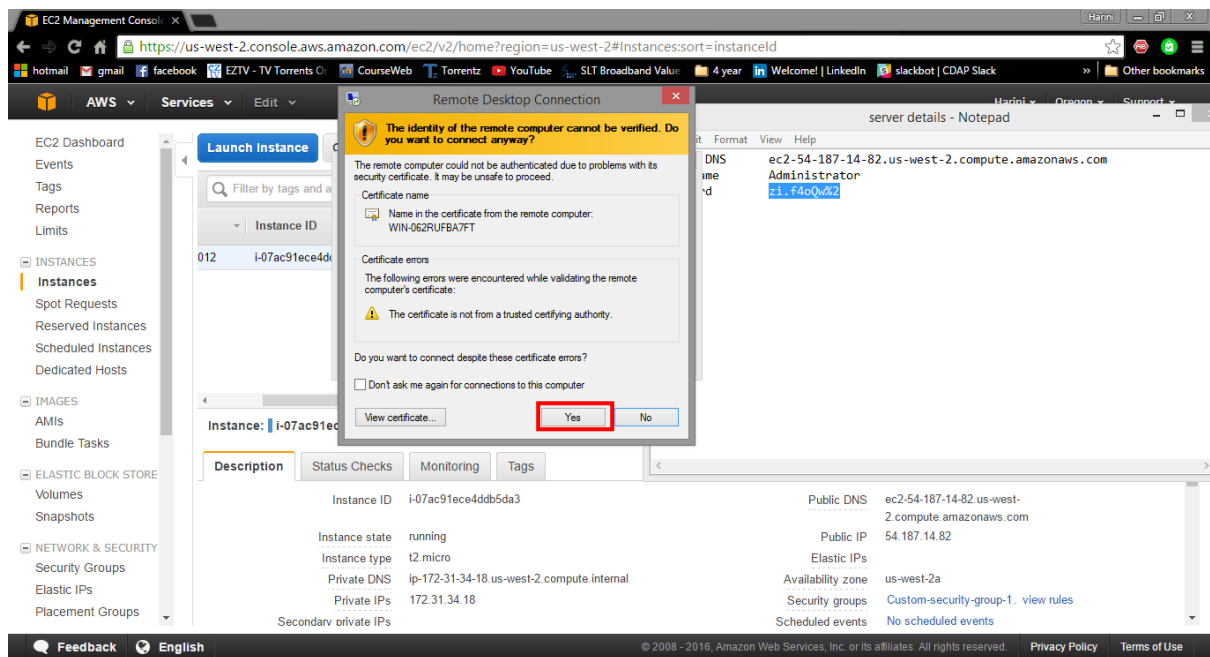 EC2 Management Consol
Harini
https://us-west-2.console.aws.amazon.com/ec2/v2/home?region=us-west-2#Instances:sort=instanceId
hotmail gmail facebook EZTV - TV Torrents O CourseWeb Torrentz YouTube SLT Broadband Value 4 year Welcome! | LinkedIn slackbot | CDAP Slack » Other bookmarks
AWS Services Edit
Harini Oregon Support
EC2 Dashboard
Events
Tags
Reports
Limits
INSTANCES
Instances
Spot Requests
Reserved Instances
Scheduled Instances
Dedicated Hosts
IMAGES
AMIs
Bundle Tasks
ELASTIC BLOCK STORE
Volumes
Snapshots
NETWORK & SECURITY
Security Groups
Elastic IPs
Placement Groups
Launch Instance
Filter by tags and a
Instance ID
012 i-07ac91ece4d
Remote Desktop Connection
The identity of the remote computer cannot be verified. Do
you want to connect anyway?
The remote computer could not be authenticated due to problems with its
security certificate. It may be unsafe to proceed.
Certificate name
Name in the certificate from the remote computer:
WIN-062RUFBA7FT
Certificate errors
The following errors were encountered while validating the remote
computer's certificate:
The certificate is not from a trusted certifying authority.
Do you want to connect despite these certificate errors?
Don't ask me again for connections to this computer
View certificate... Yes No
server details - Notepad
it Format View Help
DNS ec2-54-187-14-82.us-west-2.compute.amazonaws.com
ame Administrator
rd zi.f4oQw%2
Instance: i-07ac91ec
Description Status Checks Monitoring Tags
Instance ID i-07ac91ece4ddb5da3
Instance state running
Instance type t2.micro
Private DNS ip-172-31-34-18.us-west-2.compute.internal
Private IPs 172.31.34.18
Secondary private IPs
Public DNS ec2-54-187-14-82.us-west-
2.compute.amazonaws.com
Public IP 54.187.14.82
Elastic IPs
Availability zone us-west-2a
Security groups Custom-security-group-1. view rules
Scheduled events No scheduled events
Feedback English
© 2008 - 2016, Amazon Web Services, Inc. or its affiliates. All rights reserved. Privacy Policy Terms of Use